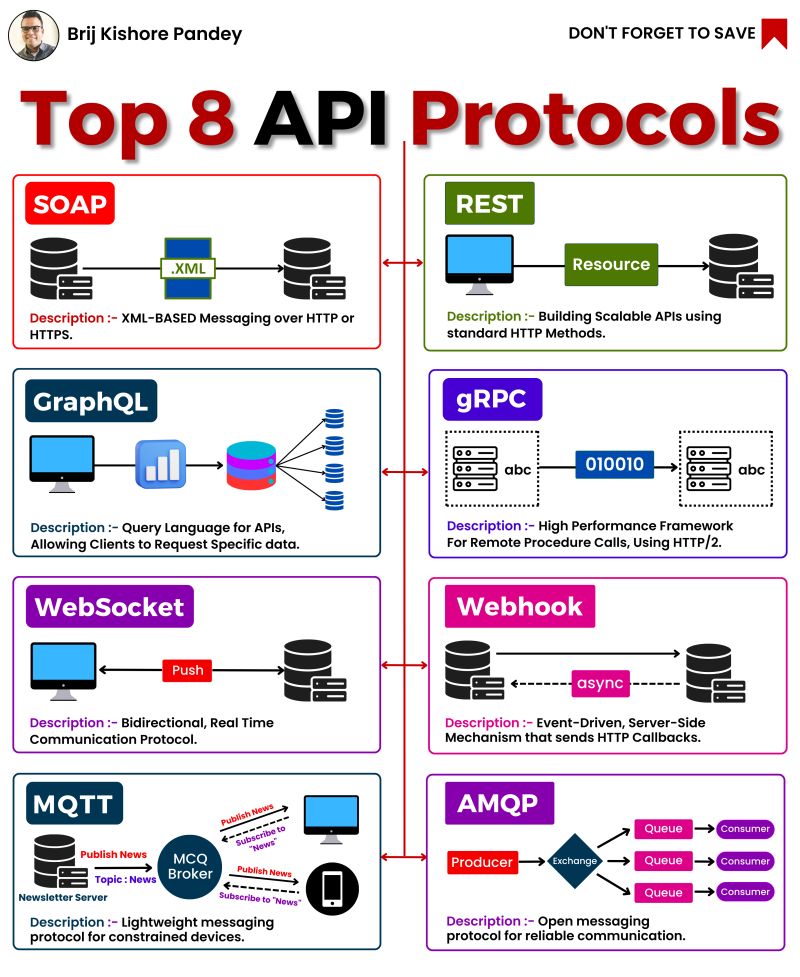 Brij Kishore Pandey
DON'T FORGET TO SAVE
Top 8 API Protocols
SOAP
.XML
Description :- XML-BASED Messaging over HTTP or
HTTPS.
REST
Resource
Description :- Building Scalable APIs using
standard HTTP Methods.
GraphQL
Description :- Query Language for APIs,
Allowing Clients to Request Specific data.
gRPC
abc
010010
abc
Description :- High Performance Framework
For Remote Procedure Calls, Using HTTP/2.
WebSocket
Push
Description :- Bidirectional, Real Time
Communication Protocol.
Webhook
async
Description :- Event-Driven, Server-Side
Mechanism that sends HTTP Callbacks.
MQTT
Publish News
Subscribe to
"News"
Publish News
Topic : News
MCQ
Broker
Publish News
Subscribe to "News"
Newsletter Server
Description :- Lightweight messaging
protocol for constrained devices.
AMQP
Producer
Exchange
Queue
Consumer
Queue
Consumer
Queue
Consumer
Description :- Open messaging
protocol for reliable communication.